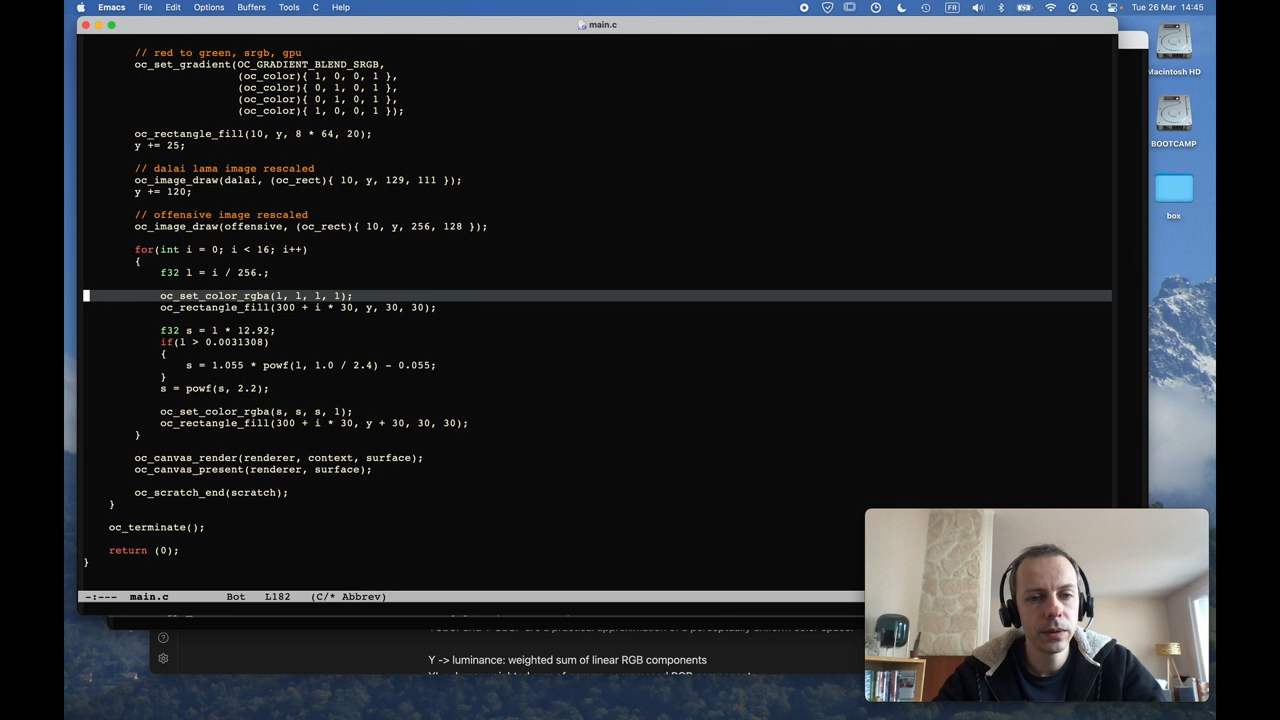 Emacs File Edit Options Buffers Tools C Help
FR Tue 26 Mar 14:45
main.c
// red to green, srgb, gpu
oc_set_gradient(OC_GRADIENT_BLEND_SRGB,
(oc_color){ 1, 0, 0, 1 },
(oc_color){ 0, 1, 0, 1 },
(oc_color){ 0, 1, 0, 1 },
(oc_color){ 1, 0, 0, 1 });
oc_rectangle_fill(10, y, 8 * 64, 20);
y += 25;
// dalai lama image rescaled
oc_image_draw(dalai, (oc_rect){ 10, y, 129, 111 });
y += 120;
// offensive image rescaled
oc_image_draw(offensive, (oc_rect){ 10, y, 256, 128 });
for(int i = 0; i < 16; i++)
{
f32 l = i / 256.;
oc_set_color_rgba(l, l, l, 1);
oc_rectangle_fill(300 + i * 30, y, 30, 30);
f32 s = l * 12.92;
if(l > 0.0031308)
{
s = 1.055 * powf(l, 1.0 / 2.4) - 0.055;
}
s = powf(s, 2.2);
oc_set_color_rgba(s, s, s, 1);
oc_rectangle_fill(300 + i * 30, y + 30, 30, 30);
}
oc_canvas_render(renderer, context, surface);
oc_canvas_present(renderer, surface);
oc_scratch_end(scratch);
}
oc_terminate();
return (0);
}
-:--- main.c Bot L182 (C/* Abbrev)
Y -> luminance: weighted sum of linear RGB components
Macintosh HD
BOOTCAMP
box